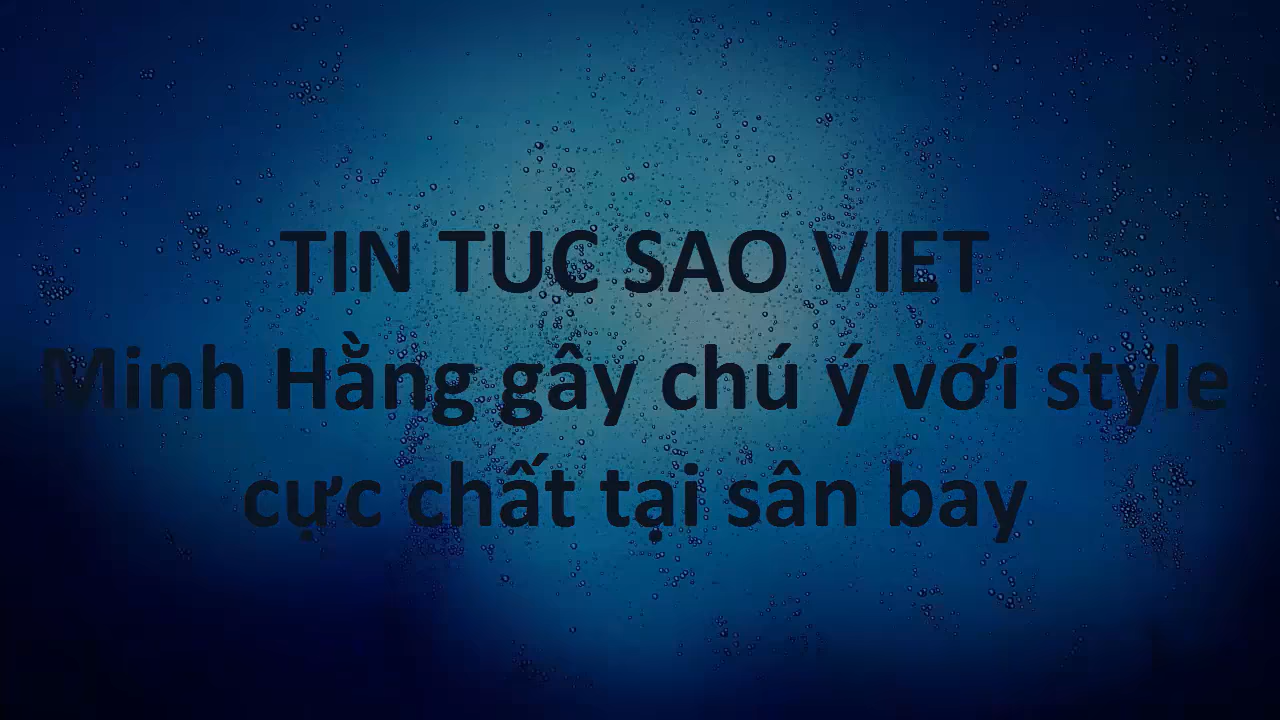 TIN TUC SAO VIET
Minh Hằng gây chú ý với style
cực chất tại sân bay